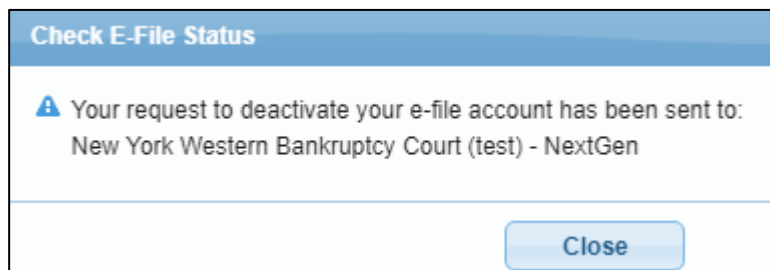 Check E-File Status
Your request to deactivate your e-file account has been sent to:
New York Western Bankruptcy Court (test) - NextGen
Close